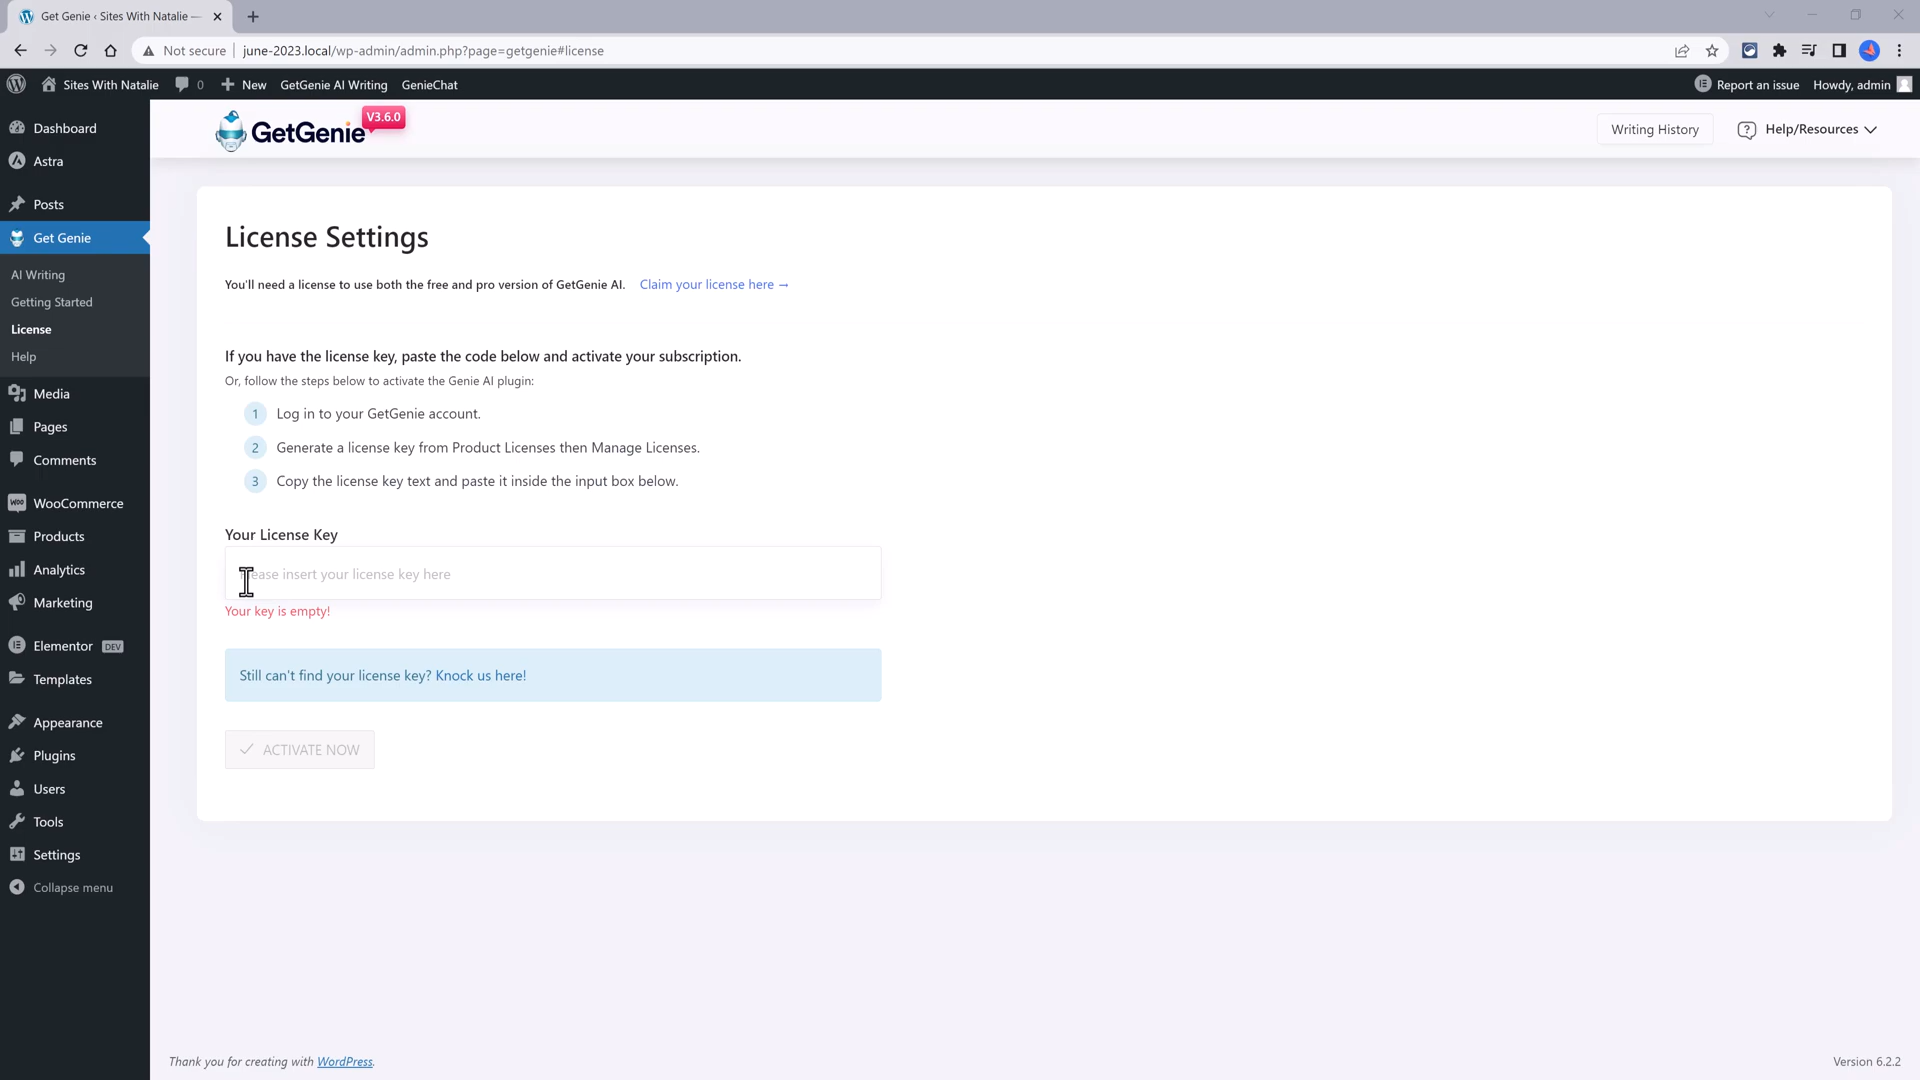 Get Genie ‹ Sites With Natalie —
Not secure
june-2023.local/wp-admin/admin.php?page=getgenie#license
Sites With Natalie
0
New
GetGenie AI Writing
GenieChat
Report an issue
Howdy, admin
Dashboard
Astra
Posts
Get Genie
AI Writing
Getting Started
License
Help
Media
Pages
Comments
WooCommerce
Products
Analytics
Marketing
Elementor DEV
Templates
Appearance
Plugins
Users
Tools
Settings
Collapse menu
GetGenie
V3.6.0
Writing History
Help/Resources
License Settings
You'll need a license to use both the free and pro version of GetGenie AI. Claim your license here →
If you have the license key, paste the code below and activate your subscription.
Or, follow the steps below to activate the Genie AI plugin:
1 Log in to your GetGenie account.
2 Generate a license key from Product Licenses then Manage Licenses.
3 Copy the license key text and paste it inside the input box below.
Your License Key
Please insert your license key here
Your key is empty!
Still can't find your license key? Knock us here!
ACTIVATE NOW
Thank you for creating with WordPress.
Version 6.2.2